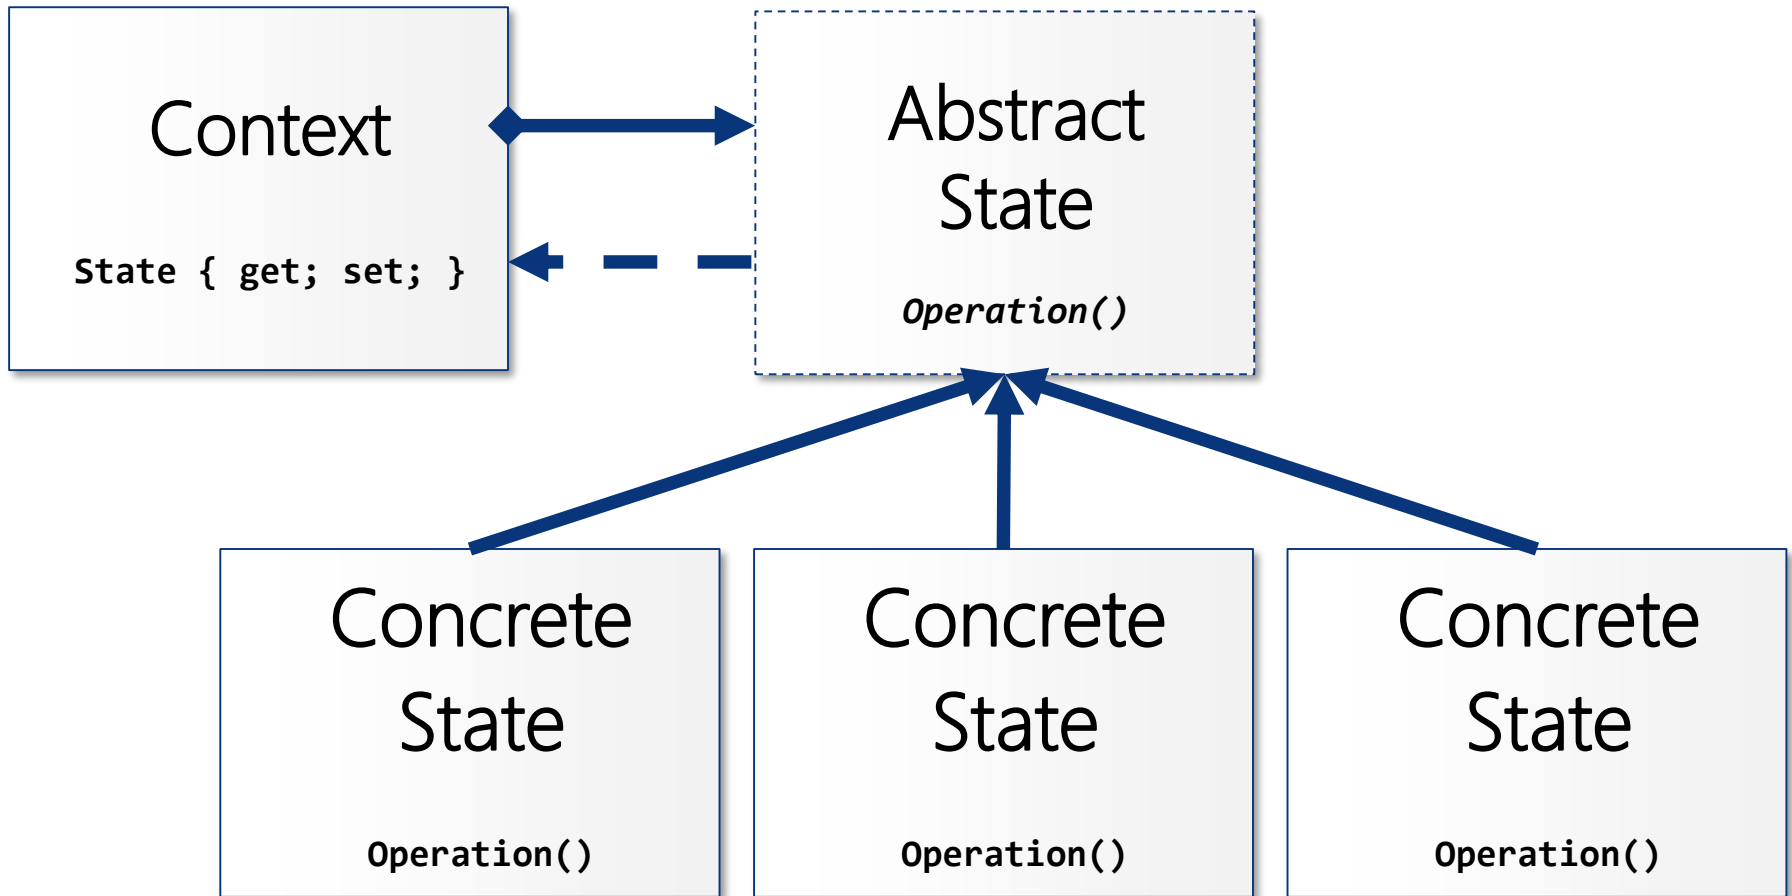 Context
State { get; set; }
Abstract
State
Operation()
Concrete
State
Operation()
Concrete
State
Operation()
Concrete
State
Operation()